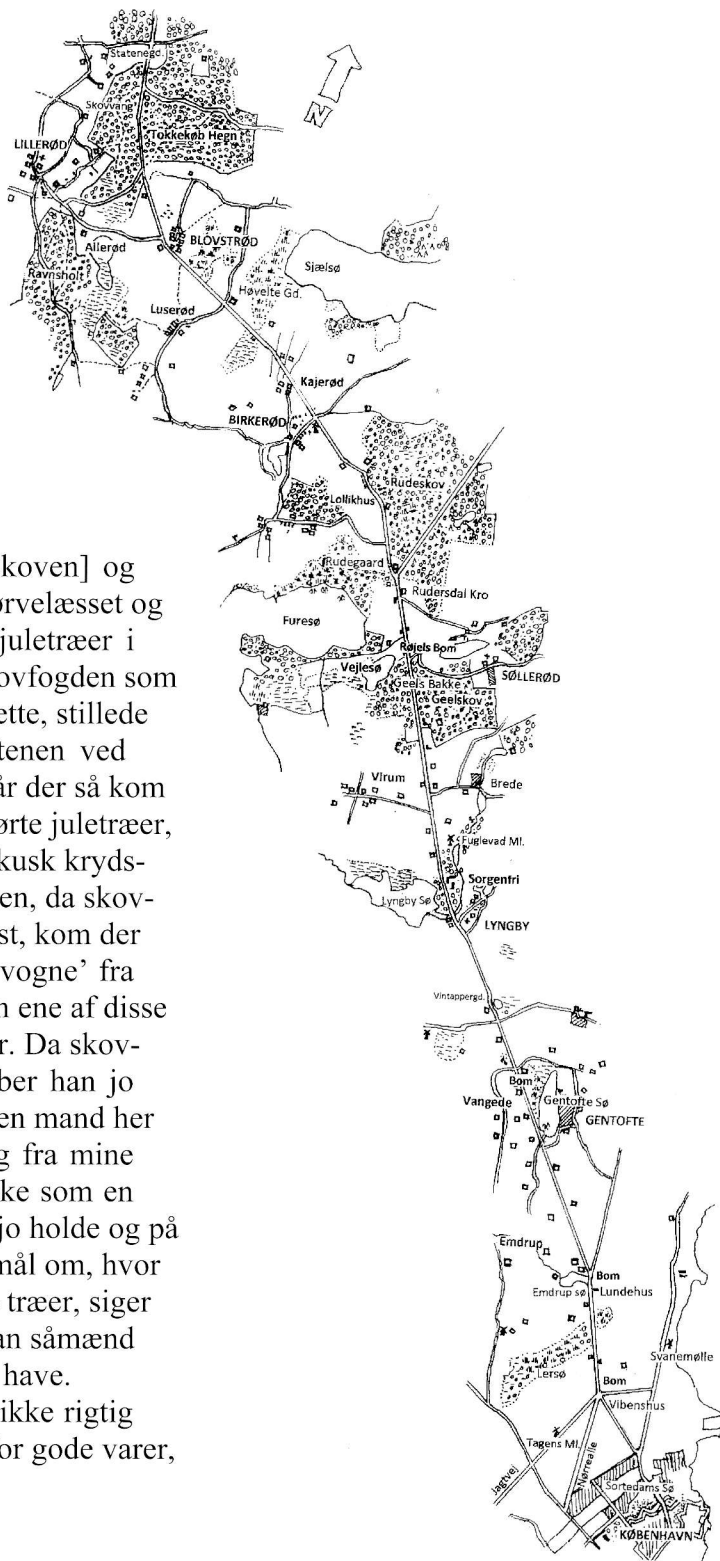 Statenegd.
Skovvang
Tokkekøb Hegn
LILLERØD
BLOVSTRØD
Allerød
Sjælsø
Ravnsholt
Høvelte Gd.
Luserød
Kajerød
BIRKERØD
Rudeskov
Lollikhus
Rudegaard
Rudersdal Kro
Furesø
Røjels Bom
Vejlesø
SØLLERØD
Geels Bakke
Geelskov
Virum
Brede
Fuglevad Ml.
Sorgenfri
Lyngby Sø
LYNGBY
Vintappergd.
Bom
Vangede
Gentofte Sø
GENTOFTE
Emdrup
Bom
Emdrup sø
Lundehus
Svanemølle
Lersø
Bom
Vibenshus
Tagens Ml.
Nørrealle
Jagtvej
Sortedams Sø
KØBENHAVN
N
koven] og
ørvelæsset og
juletræer i
ovfogden som
ette, stillede
tenen ved
år der så kom
ørte juletræer,
kusk kryds-
en, da skov-
st, kom der
vogne’ fra
n ene af disse
r. Da skov-
ber han jo
en mand her
g fra mine
ke som en
jo holde og på
mål om, hvor
træer, siger
an såmænd
have.
ikke rigtig
or gode varer,